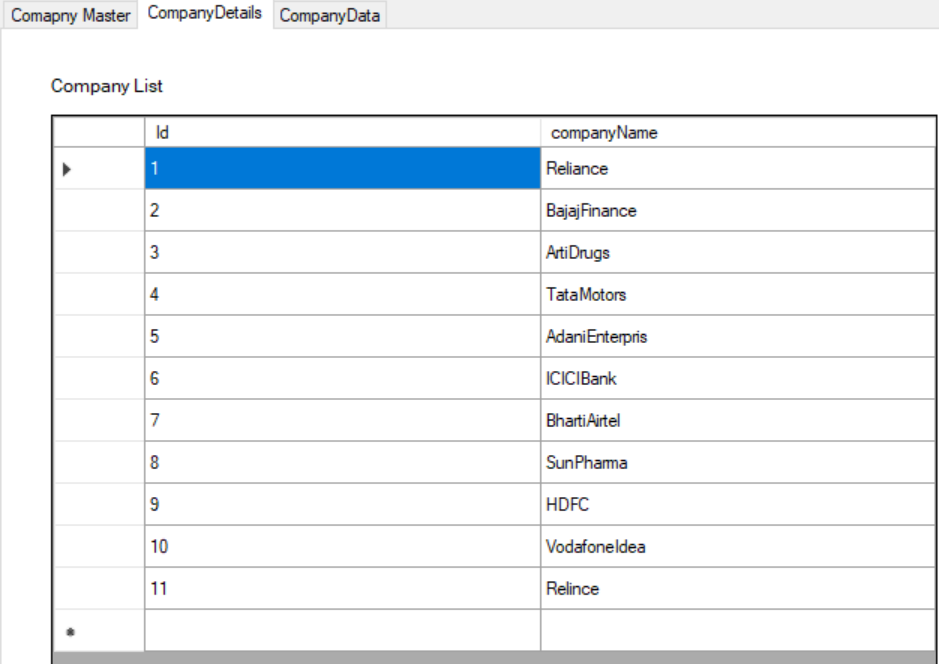 Comapny Master CompanyDetails CompanyData
Company List
Id companyName
1 Reliance
2 BajajFinance
3 ArtiDrugs
4 TataMotors
5 AdaniEnterpris
6 ICICIBank
7 BhartiAirtel
8 SunPharma
9 HDFC
10 VodafoneIdea
11 Relince